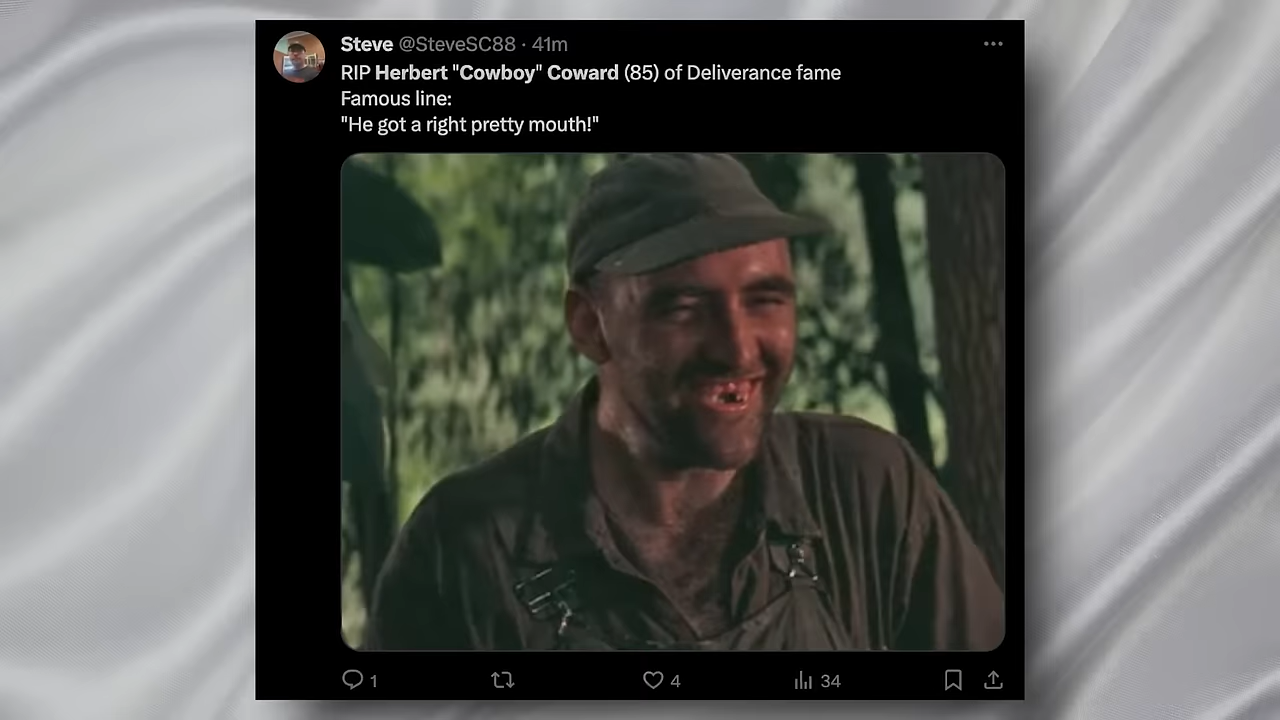 Steve @SteveSC88 · 41m
RIP Herbert "Cowboy" Coward (85) of Deliverance fame
Famous line:
"He got a right pretty mouth!"
1
4
34